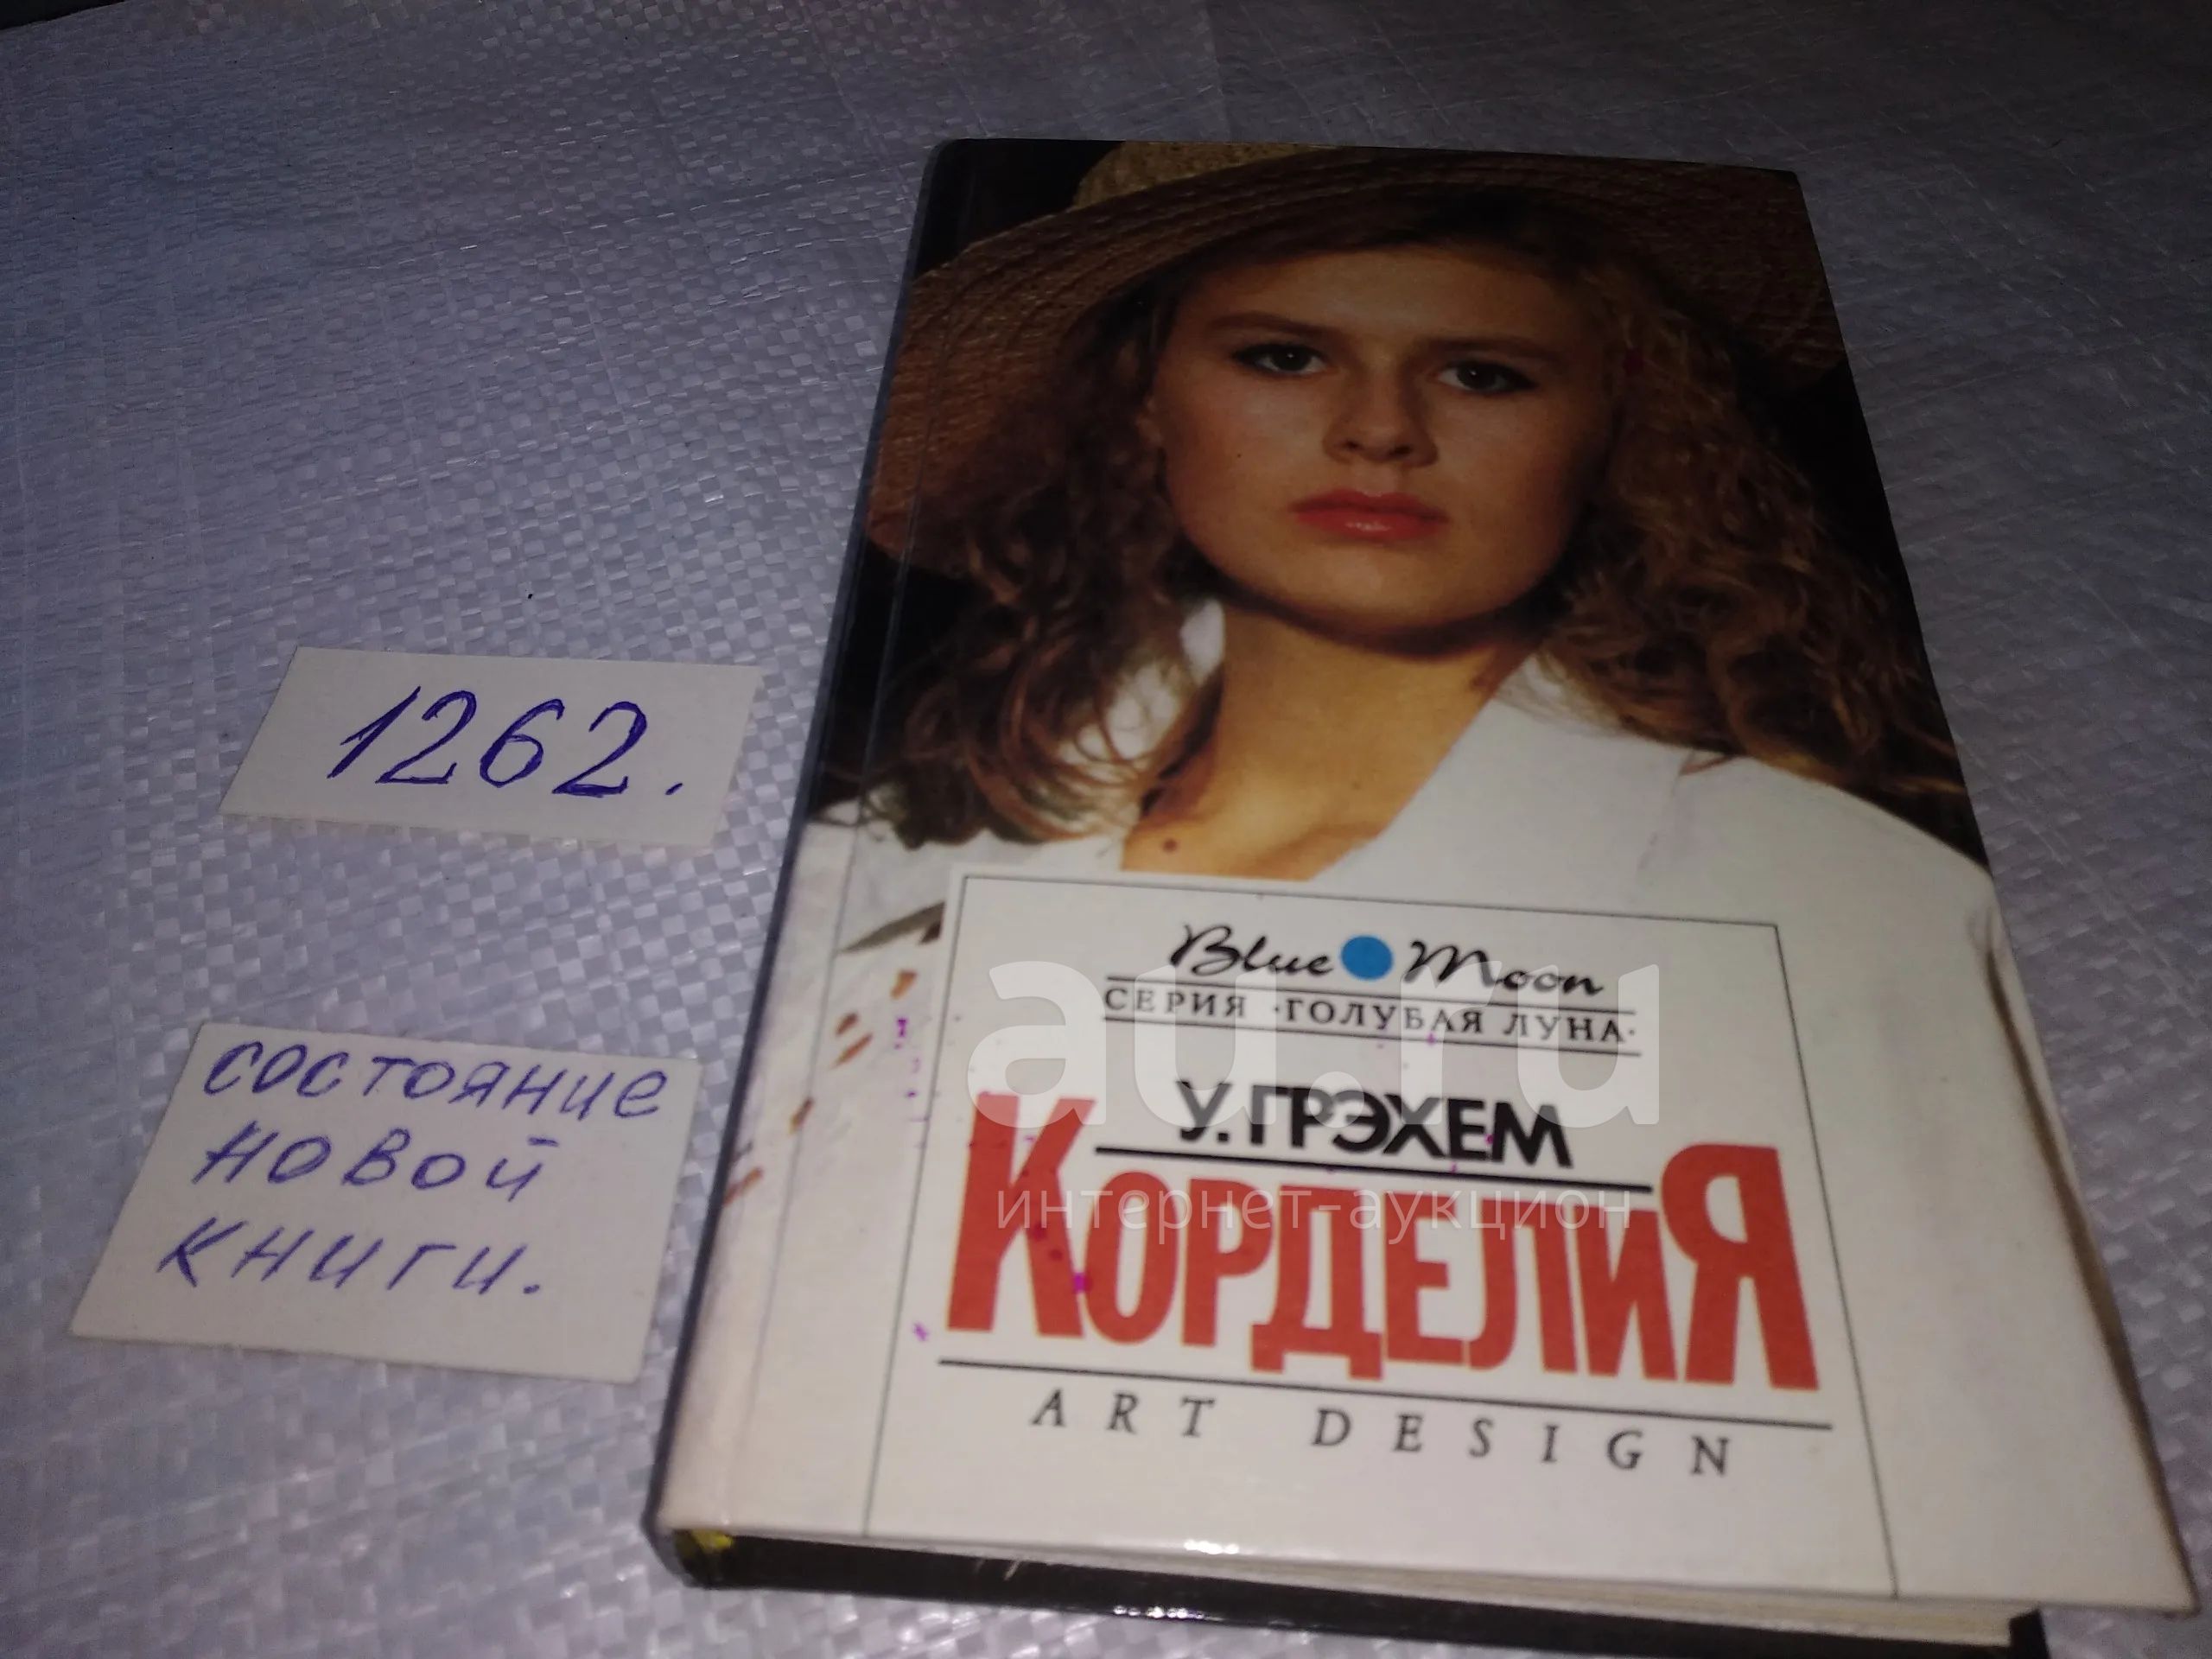 1262.
состояние
новой
книги.
Blue Moon
СЕРИЯ ·ГОЛУБАЯ ЛУНА·
У. ГРЭХЕМ
КОРДЕЛИЯ
ART DESIGN
au.ru
интернет-аукцион